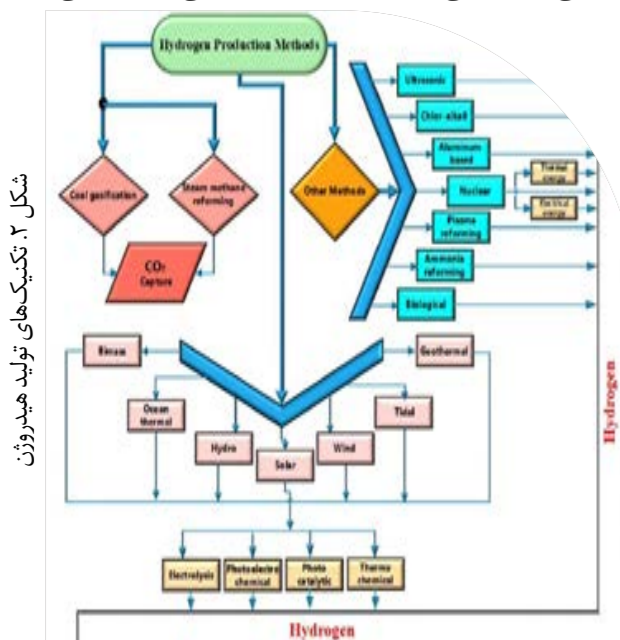 شکل ۲. تکنیک‌های تولید هیدروژن
Hydrogen Production Methods
Coal gasification
Steam methane
reforming
Other Methods
CO₂
Capture
Ultrasonic
Chlor-alkali
Aluminum
based
Nuclear
Thermal
energy
Electrical
energy
Plasma
reforming
Ammonia
reforming
Biological
Biomass
Geothermal
Ocean
thermal
Tidal
Hydro
Wind
Solar
Electrolysis
Photoelectro
chemical
Photo
catalytic
Thermo
chemical
Hydrogen
Hydrogen